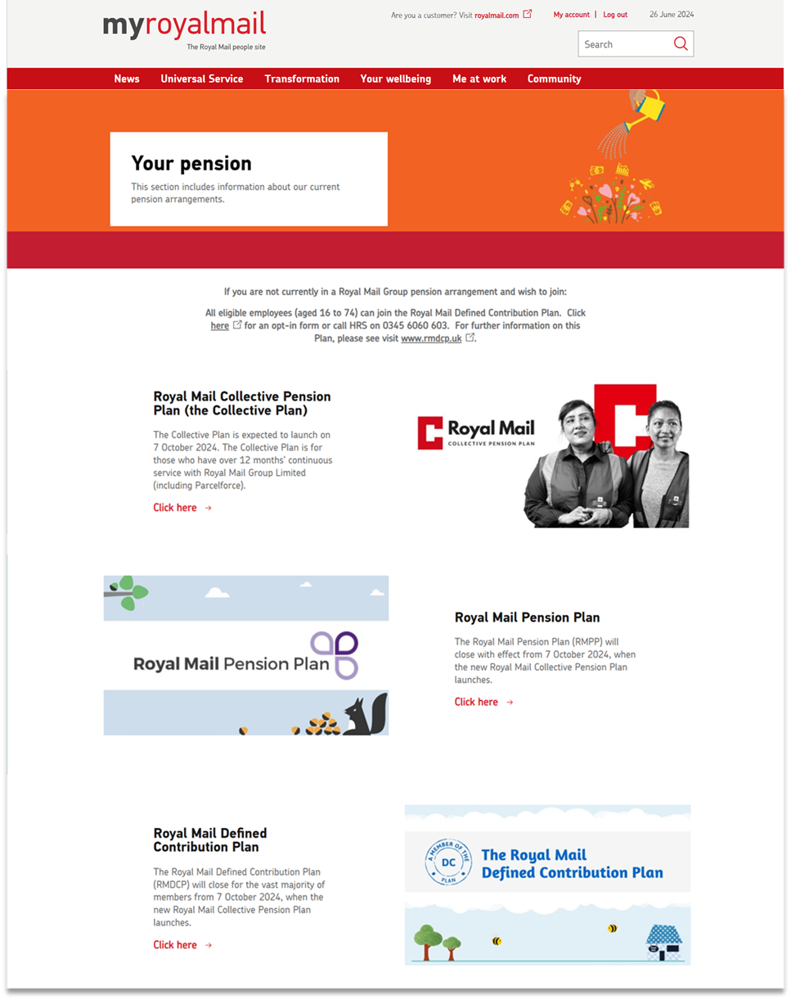 myroyalmail
The Royal Mail people site
Are you a customer? Visit royalmail.com
My account | Log out
26 June 2024
Search
News Universal Service Transformation Your wellbeing Me at work Community
Your pension
This section includes information about our current
pension arrangements.
If you are not currently in a Royal Mail Group pension arrangement and wish to join:
All eligible employees (aged 16 to 74) can join the Royal Mail Defined Contribution Plan. Click
here for an opt-in form or call HRS on 0345 6060 603. For further information on this
Plan, please see visit www.rmdcp.uk .
Royal Mail Collective Pension
Plan (the Collective Plan)
The Collective Plan is expected to launch on
7 October 2024. The Collective Plan is for
those who have over 12 months' continuous
service with Royal Mail Group Limited
(including Parcelforce).
Click here →
Royal Mail
COLLECTIVE PENSION PLAN
Royal Mail Pension Plan
Royal Mail Pension Plan
The Royal Mail Pension Plan (RMPP) will
close with effect from 7 October 2024, when
the new Royal Mail Collective Pension Plan
launches.
Click here →
Royal Mail Defined
Contribution Plan
The Royal Mail Defined Contribution Plan
(RMDCP) will close for the vast majority of
members from 7 October 2024, when the
new Royal Mail Collective Pension Plan
launches.
Click here →
A MEMBER OF THE
DC
PLAN
The Royal Mail
Defined Contribution Plan